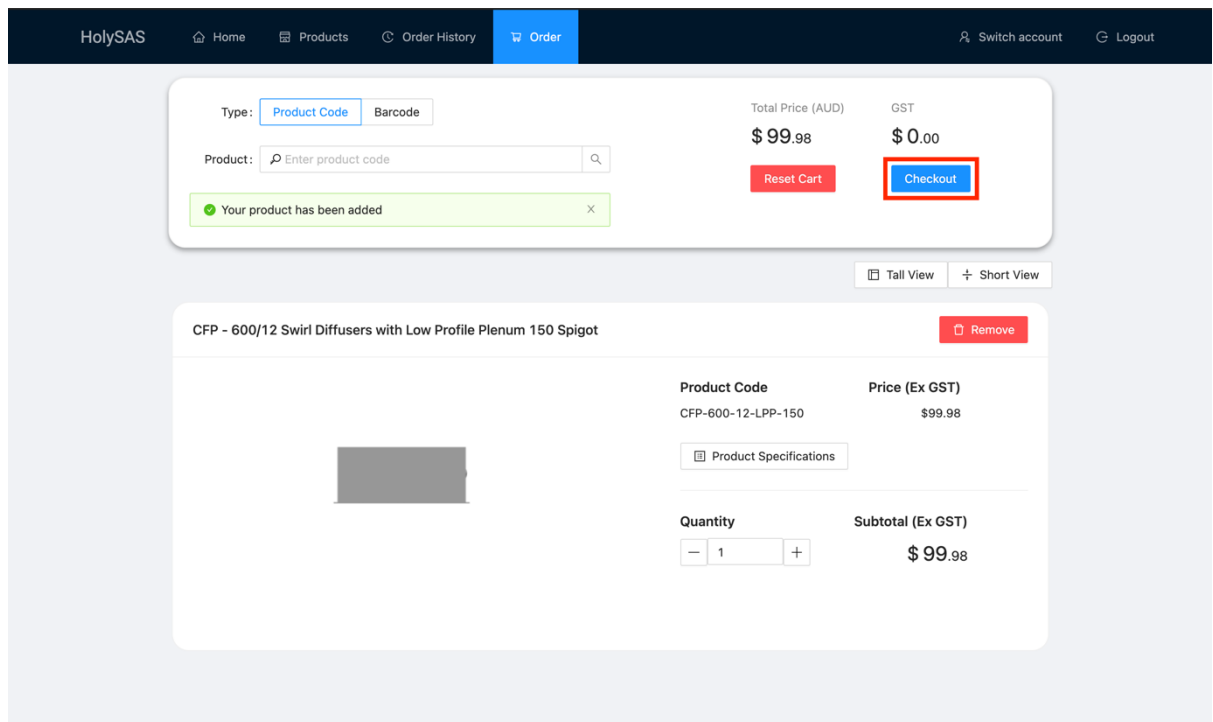 HolySAS Home Products Order History Order Switch account Logout
Type: Product Code Barcode
Product: Enter product code
Your product has been added
Total Price (AUD) GST
$ 99.98 $ 0.00
Reset Cart Checkout
Tall View Short View
CFP - 600/12 Swirl Diffusers with Low Profile Plenum 150 Spigot Remove
Product Code Price (Ex GST)
CFP-600-12-LPP-150 $99.98
Product Specifications
Quantity Subtotal (Ex GST)
1 $ 99.98